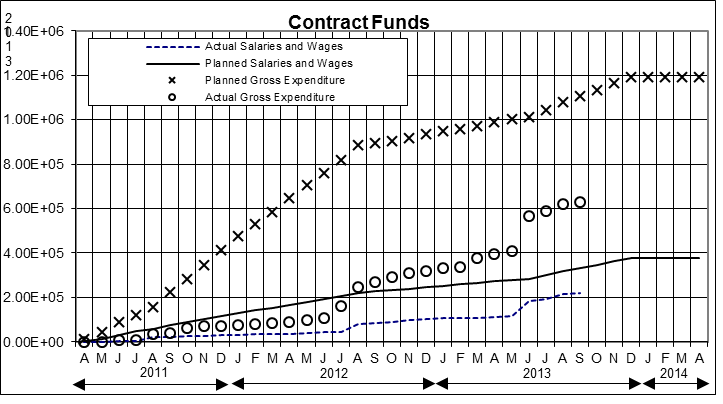 Contract Funds
2
1
1
3
1.40E+06
1.20E+06
1.00E+06
8.00E+05
6.00E+05
4.00E+05
2.00E+05
0.00E+00
Actual Salaries and Wages
Planned Salaries and Wages
Planned Gross Expenditure
Actual Gross Expenditure
A M J J A S O N D J F M A M J J A S O N D J F M A M J J A S O N D J F M A
2011 2012 2013 2014